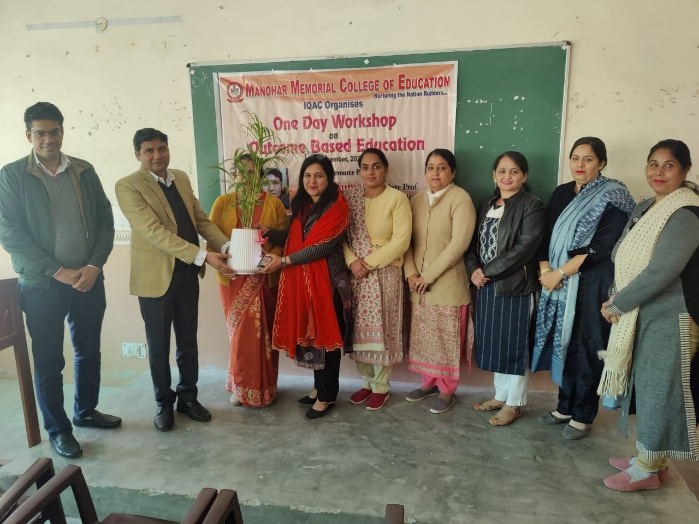 MANOHAR MEMORIAL COLLEGE OF EDUCATION
Nurturing the Nation Builders...
IQAC Organises
One Day Workshop
on
Outcome Based Education